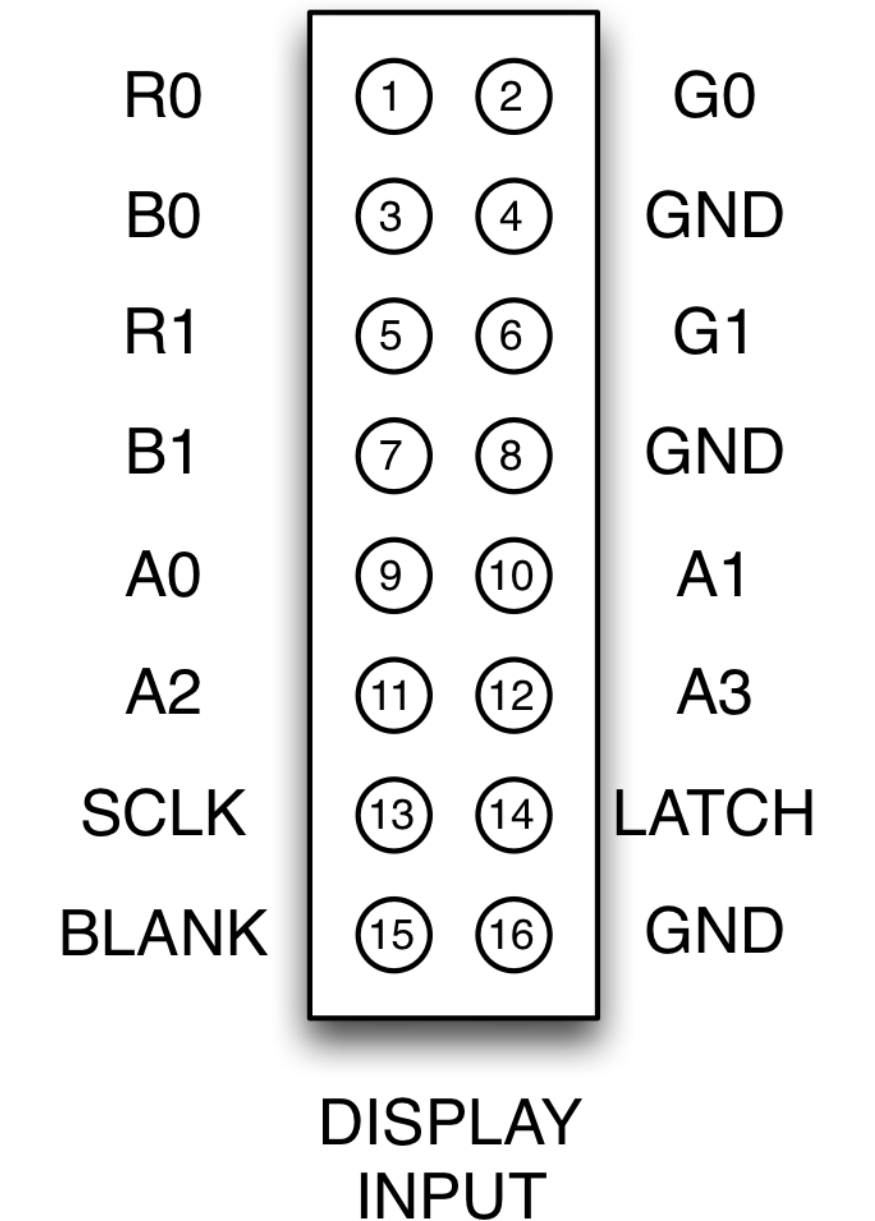 R0 1 2 G0
B0 3 4 GND
R1 5 6 G1
B1 7 8 GND
A0 9 10 A1
A2 11 12 A3
SCLK 13 14 LATCH
BLANK 15 16 GND
DISPLAY
INPUT